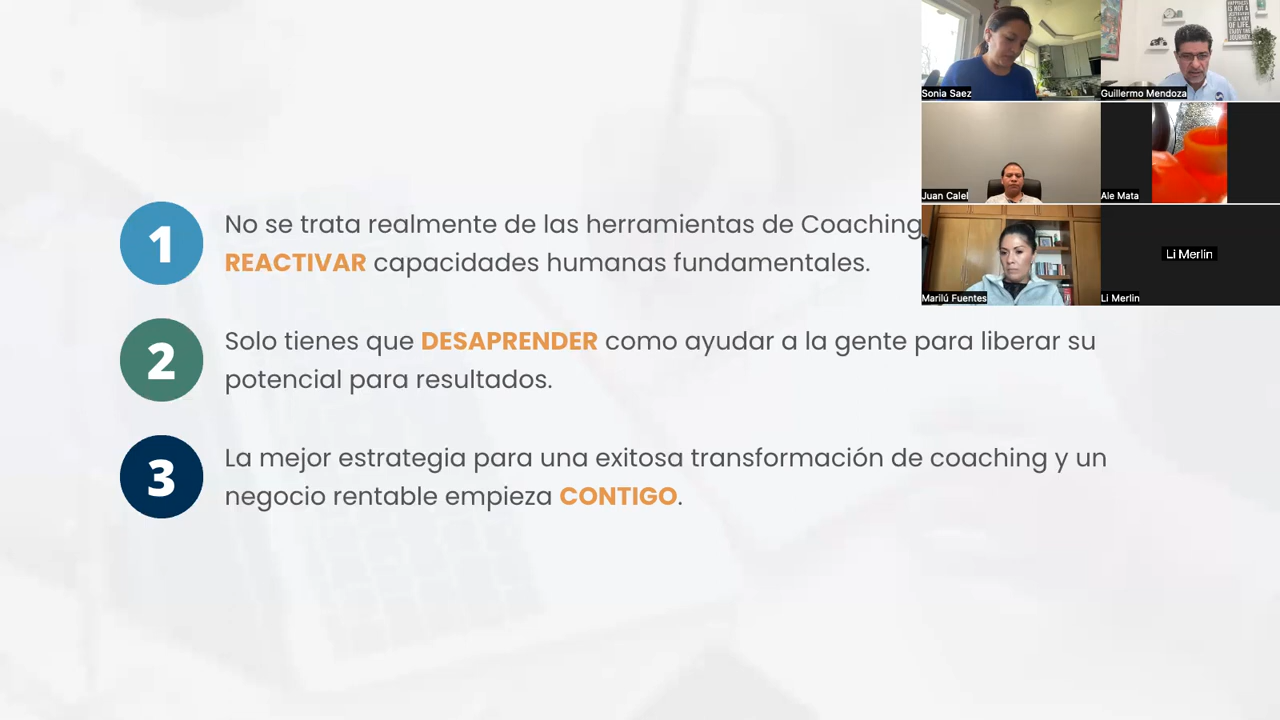 1
No se trata realmente de las herramientas de Coaching
REACTIVAR capacidades humanas fundamentales.
2
Solo tienes que DESAPRENDER como ayudar a la gente para liberar su
potencial para resultados.
3
La mejor estrategia para una exitosa transformación de coaching y un
negocio rentable empieza CONTIGO.
Sonia Saez
Guillermo Mendoza
Juan Calel
Ale Mata
Marilú Fuentes
Li Merlin
Li Merlin